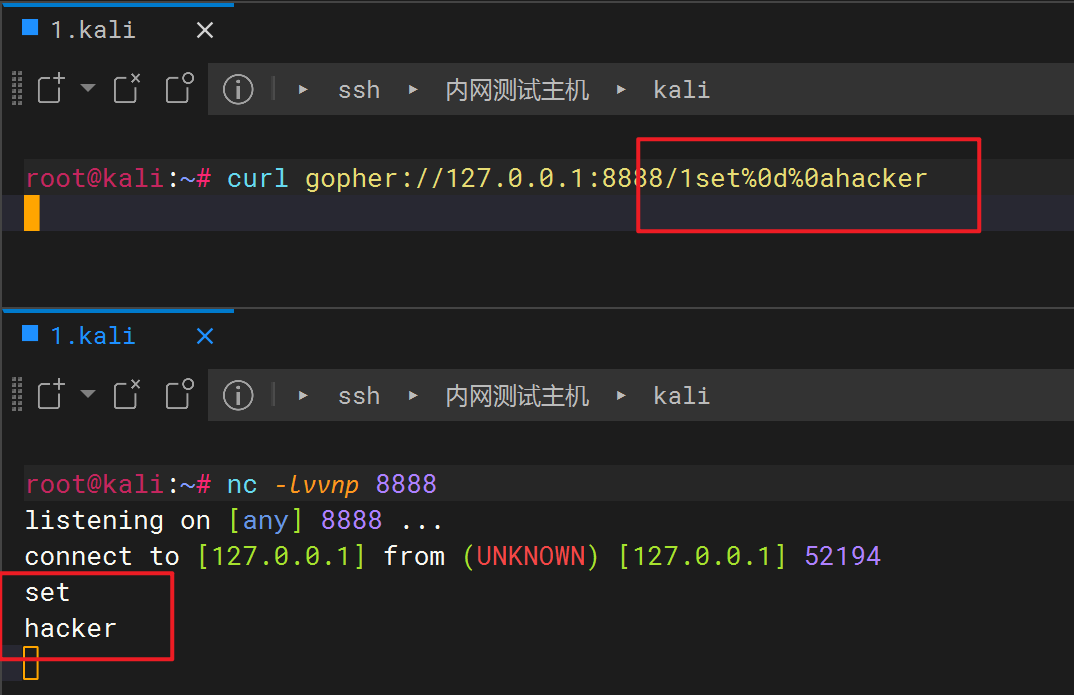 1.kali
ssh 内网测试主机 kali
root@kali:~# curl gopher://127.0.0.1:8888/1set%0d%0ahacker
1.kali
ssh 内网测试主机 kali
root@kali:~# nc -lvvnp 8888
listening on [any] 8888 ...
connect to [127.0.0.1] from (UNKNOWN) [127.0.0.1] 52194
set
hacker